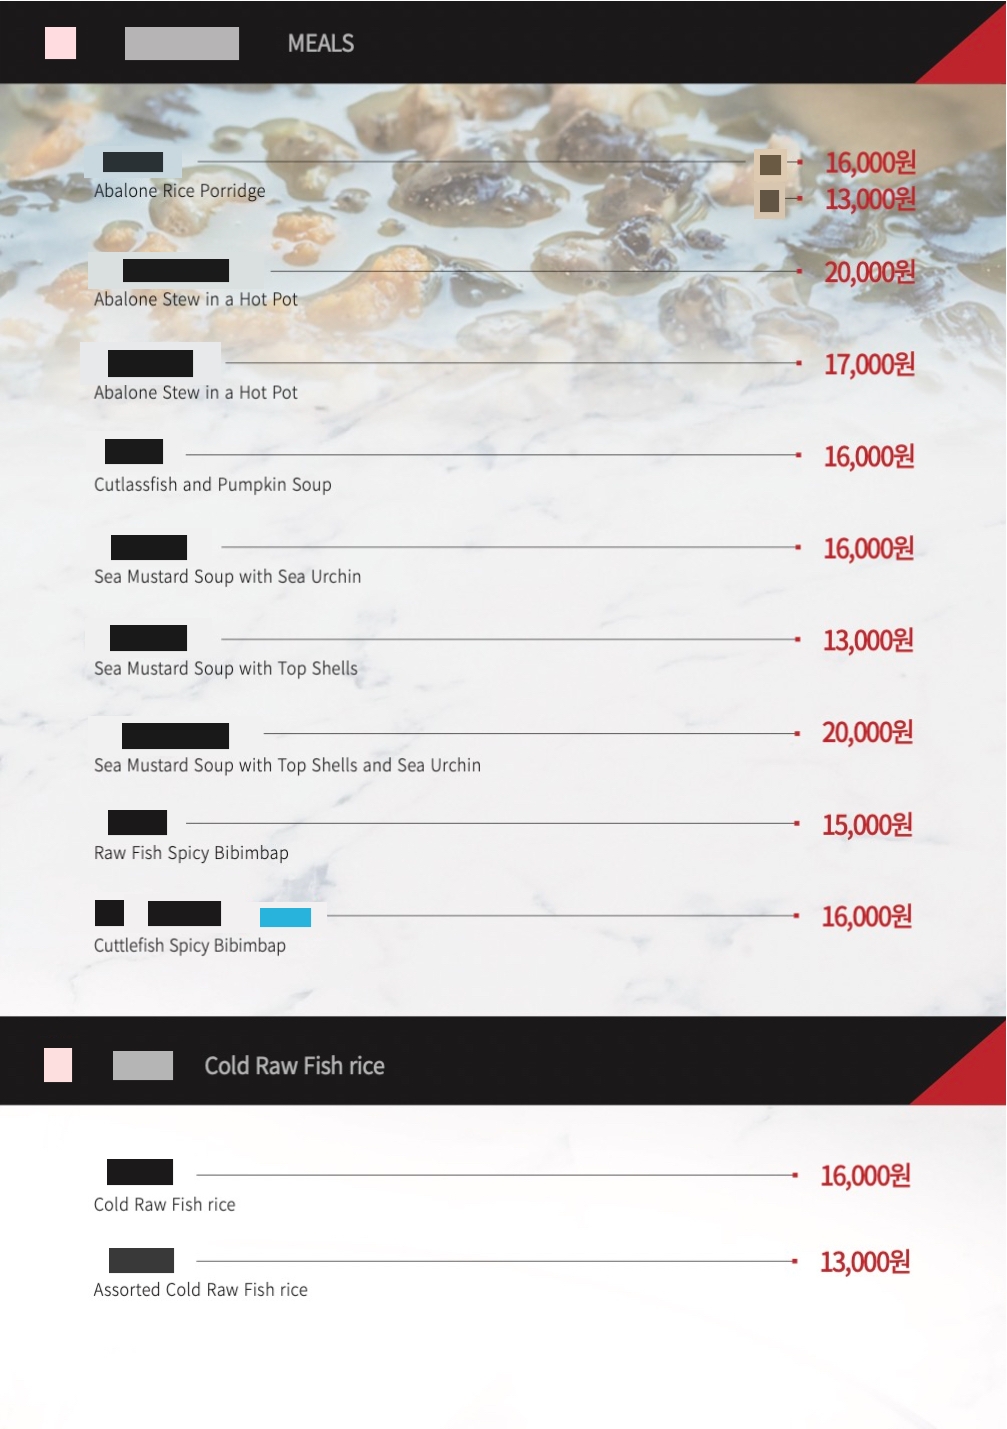 MEALS
16,000원
Abalone Rice Porridge
13,000원
20,000원
Abalone Stew in a Hot Pot
17,000원
Abalone Stew in a Hot Pot
16,000원
Cutlassfish and Pumpkin Soup
16,000원
Sea Mustard Soup with Sea Urchin
13,000원
Sea Mustard Soup with Top Shells
20,000원
Sea Mustard Soup with Top Shells and Sea Urchin
15,000원
Raw Fish Spicy Bibimbap
16,000원
Cuttlefish Spicy Bibimbap
Cold Raw Fish rice
16,000원
Cold Raw Fish rice
13,000원
Assorted Cold Raw Fish rice